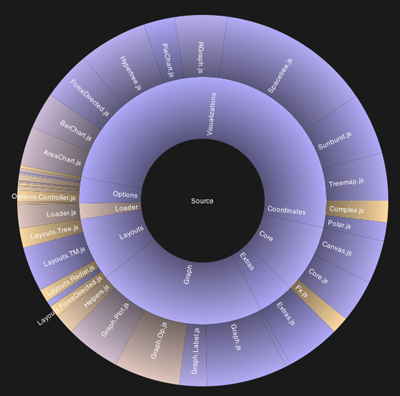 Source
Visualizations
Coordinates
Core
Extras
Graph
Layouts
Loader
Options
RGraph.js
Spacetree.js
Sunburst.js
Treemap.js
Complex.js
Polar.js
Canvas.js
Core.js
Fx.js
Extras.js
Graph.js
Graph.Label.js
Graph.Op.js
Graph.Plot.js
Helpers.js
Layouts.ForceDirected.js
Layouts.Radial.js
Layouts.TM.js
Layouts.Tree.js
Loader.js
Options.Controller.js
AreaChart.js
BarChart.js
ForceDirected.js
Hypertree.js
PieChart.js